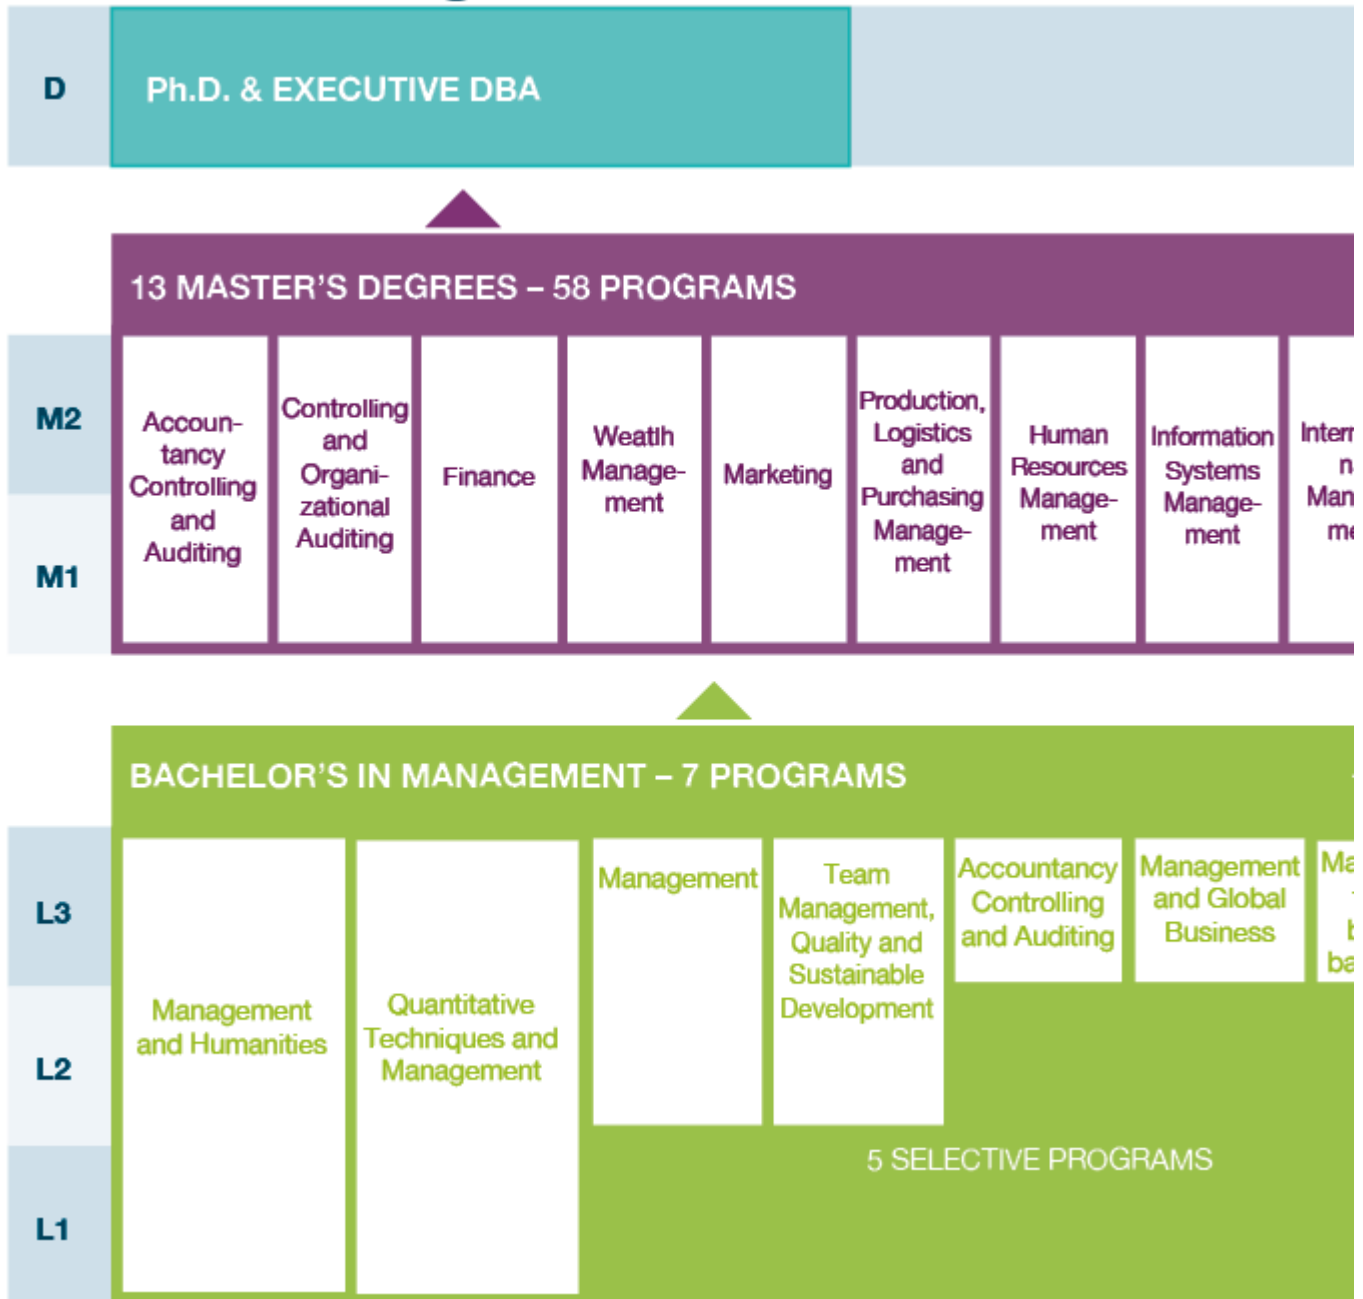 D
Ph.D. & EXECUTIVE DBA
13 MASTER'S DEGREES – 58 PROGRAMS
M2
M1
Accoun-
tancy
Controlling
and
Auditing
Controlling
and
Organi-
zational
Auditing
Finance
Weatlh
Manage-
ment
Marketing
Production,
Logistics
and
Purchasing
Manage-
ment
Human
Resources
Manage-
ment
Information
Systems
Manage-
ment
BACHELOR'S IN MANAGEMENT – 7 PROGRAMS
L3
L2
L1
Management
and Humanities
Quantitative
Techniques and
Management
Management
Team
Management,
Quality and
Sustainable
Development
Accountancy
Controlling
and Auditing
Management
and Global
Business
5 SELECTIVE PROGRAMS